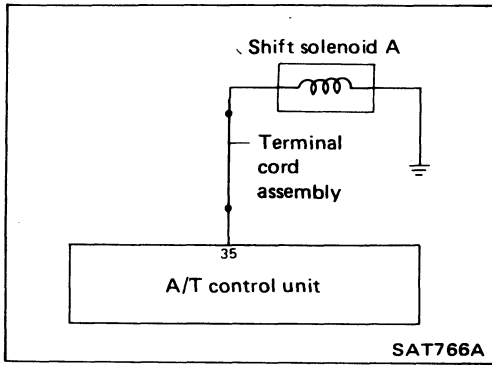 Shift solenoid A
Terminal
cord
assembly
35
A/T control unit
SAT766A